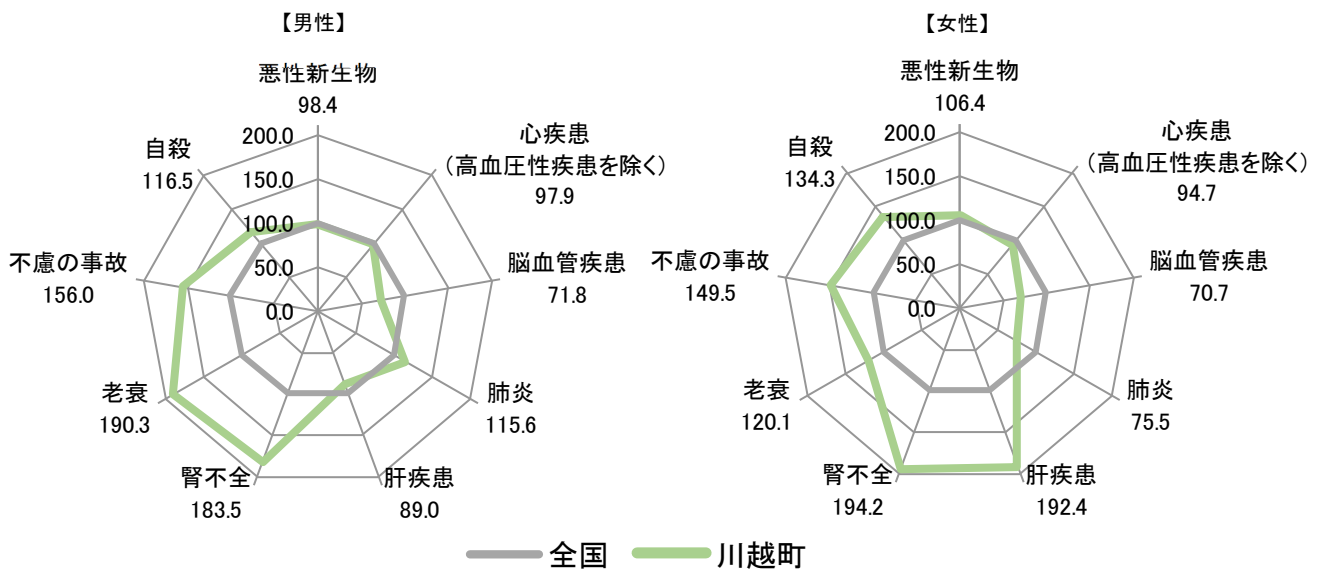 【男性】
悪性新生物
98.4
心疾患
(高血圧性疾患を除く)
97.9
脳血管疾患
71.8
肺炎
115.6
肝疾患
89.0
腎不全
183.5
老衰
190.3
不慮の事故
156.0
自殺
116.5
200.0
150.0
100.0
50.0
0.0
【女性】
悪性新生物
106.4
心疾患
(高血圧性疾患を除く)
94.7
脳血管疾患
70.7
肺炎
75.5
肝疾患
192.4
腎不全
194.2
老衰
120.1
不慮の事故
149.5
自殺
134.3
200.0
150.0
100.0
50.0
0.0
全国
川越町